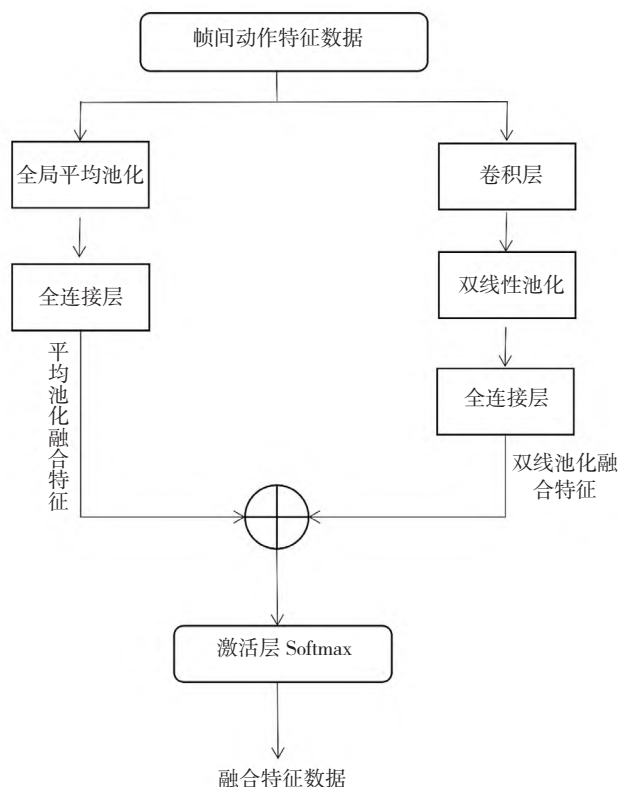 帧间动作特征数据
全局平均池化
全连接层
平均池化融合特征
卷积层
双线性池化
全连接层
双线池化融
合特征
激活层 Softmax
融合特征数据